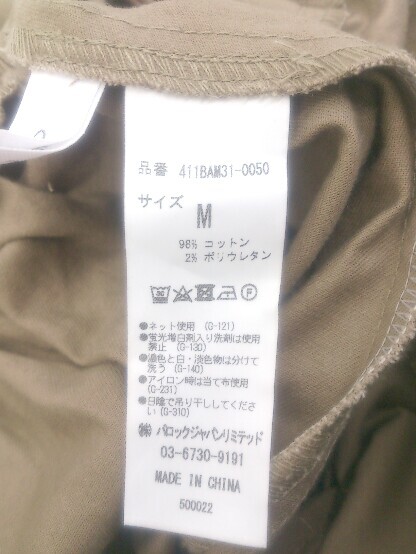 品番 411BAM31-0050
サイズ
M
98% コットン
2% ポリウレタン
●ネット使用 (G-121)
●蛍光増白剤入り洗剤は使用
禁止 (G-130)
●濃色と白・淡色物は分けて
洗う (G-140)
●アイロン時は当て布使用
(G-231)
●日陰で吊り干ししてくださ
い (G-310)
㈱ バロックジャパンリミテッド
03-6730-9191
MADE IN CHINA
500022